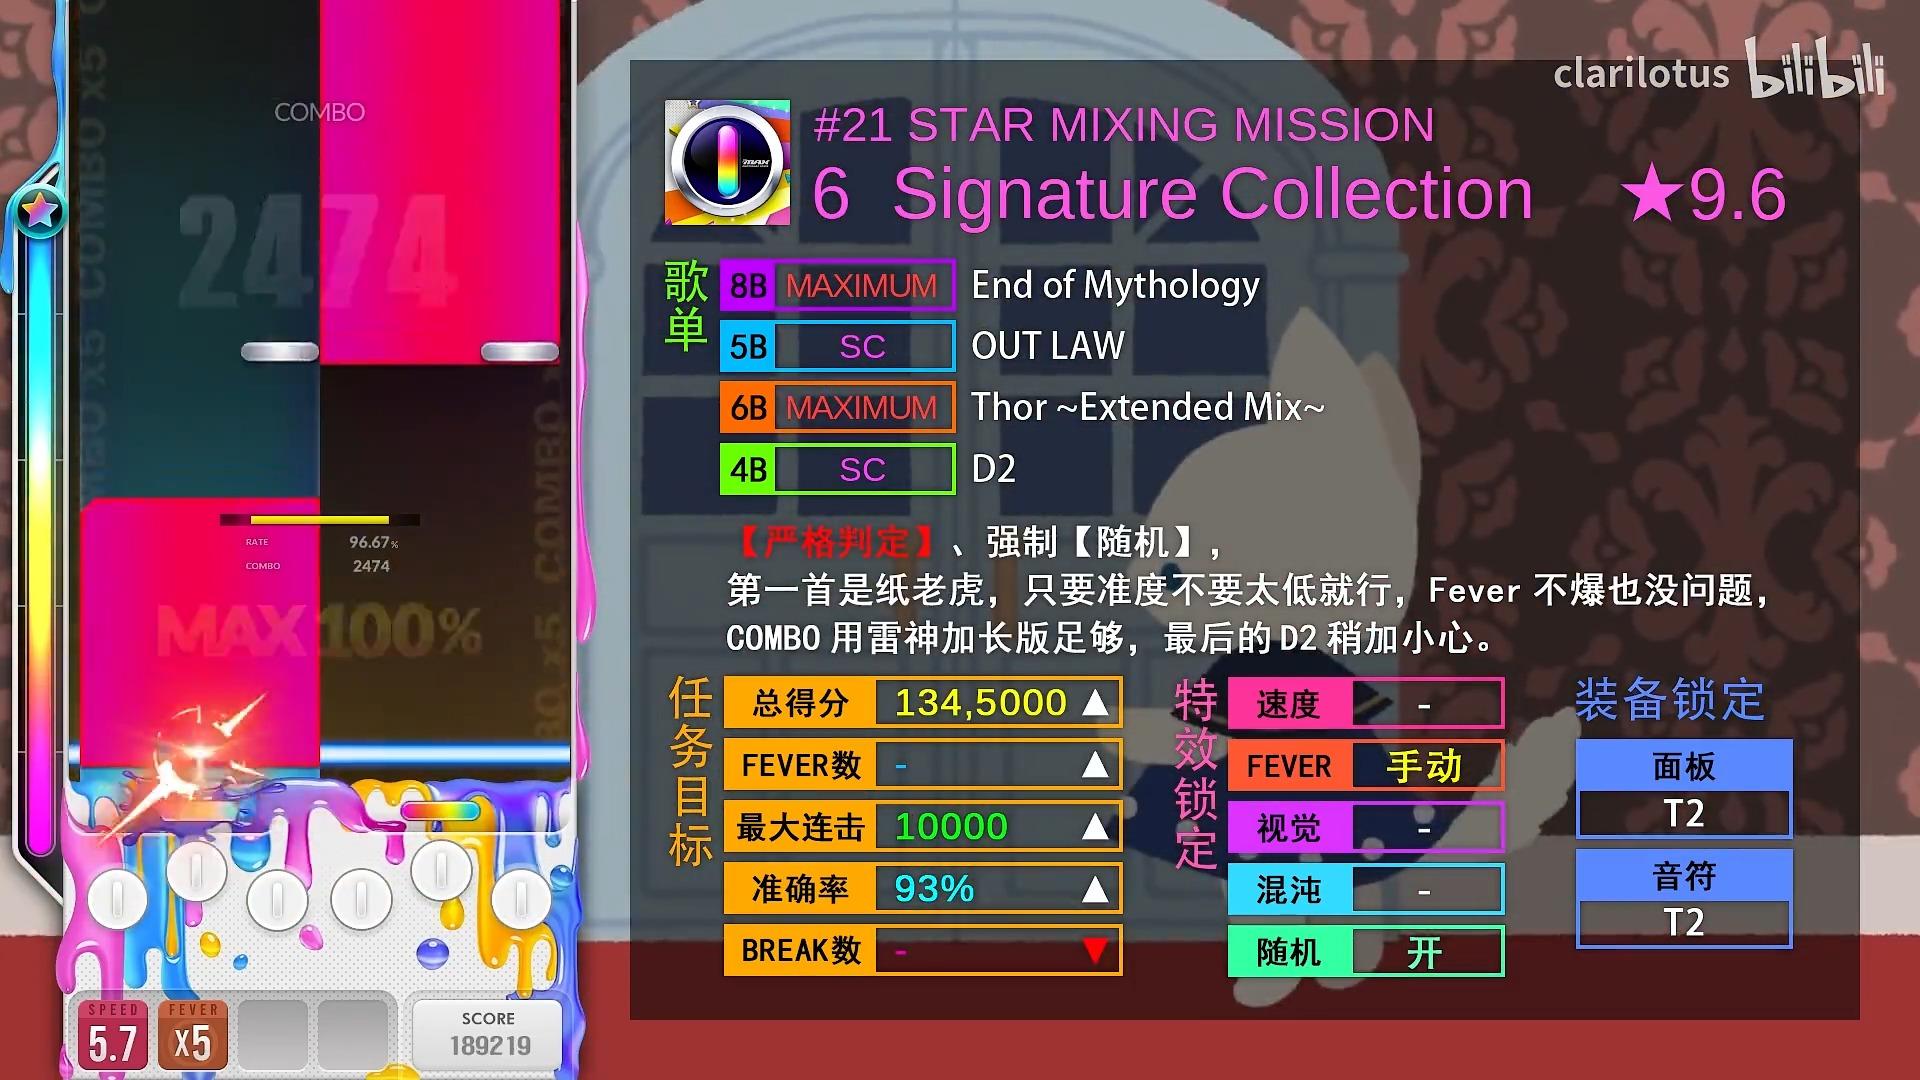 clarilotus bilibili
COMBO
2474
COMBO X5 COMBO X5
RATE 96.67%
COMBO 2474
MAX 100%
SPEED
5.7
FEVER
X5
SCORE
189219
#21 STAR MIXING MISSION
6 Signature Collection ★9.6
歌单
8B MAXIMUM End of Mythology
5B SC OUT LAW
6B MAXIMUM Thor ~Extended Mix~
4B SC D2
【严格判定】、强制【随机】,
第一首是纸老虎，只要准度不要太低就行，Fever 不爆也没问题，
COMBO 用雷神加长版足够，最后的 D2 稍加小心。
任务目标
总得分 134,5000 ▲
FEVER数 - ▲
最大连击 10000 ▲
准确率 93% ▲
BREAK数 - ▼
特效锁定
速度 -
FEVER 手动
视觉 -
混沌 -
随机 开
装备锁定
面板
T2
音符
T2